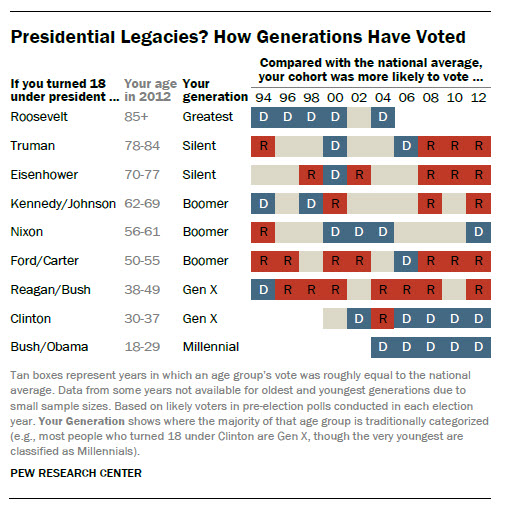 Presidential Legacies? How Generations Have Voted
Compared with the national average,
your cohort was more likely to vote ...
If you turned 18 Your age Your
under president ... in 2012 generation 94 96 98 00 02 04 06 08 10 12
Roosevelt 85+ Greatest D D D D D
Truman 78-84 Silent R D D R R R
Eisenhower 70-77 Silent R D R R R R
Kennedy/Johnson 62-69 Boomer D D R R R
Nixon 56-61 Boomer R D D D D
Ford/Carter 50-55 Boomer R R R R D R R R
Reagan/Bush 38-49 Gen X D R R R R R R R
Clinton 30-37 Gen X D R D D D D
Bush/Obama 18-29 Millennial D D D D D
Tan boxes represent years in which an age group's vote was roughly equal to the national
average. Data from some years not available for oldest and youngest generations due to
small sample sizes. Based on likely voters in pre-election polls conducted in each election
year. Your Generation shows where the majority of that age group is traditionally categorized
(e.g., most people who turned 18 under Clinton are Gen X, though the very youngest are
classified as Millennials).
PEW RESEARCH CENTER